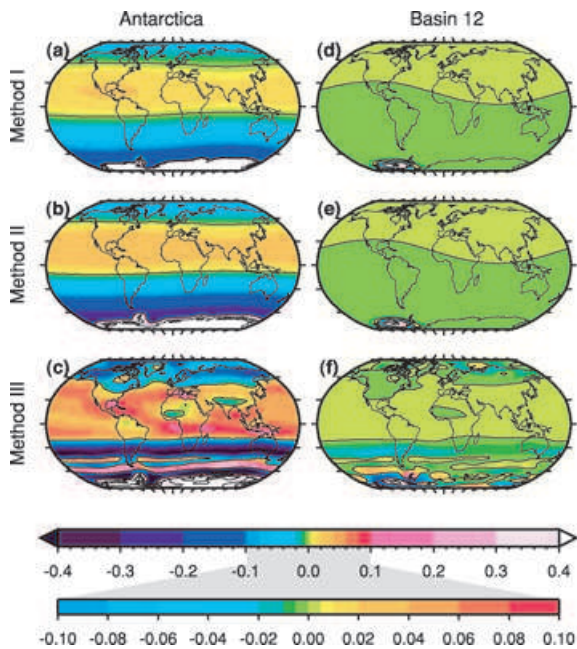 Antarctica
Basin 12
Method I
(a)
(d)
Method II
(b)
(e)
Method III
(c)
(f)
-0.4 -0.3 -0.2 -0.1 0.0 0.1 0.2 0.3 0.4
-0.10 -0.08 -0.06 -0.04 -0.02 0.00 0.02 0.04 0.06 0.08 0.10